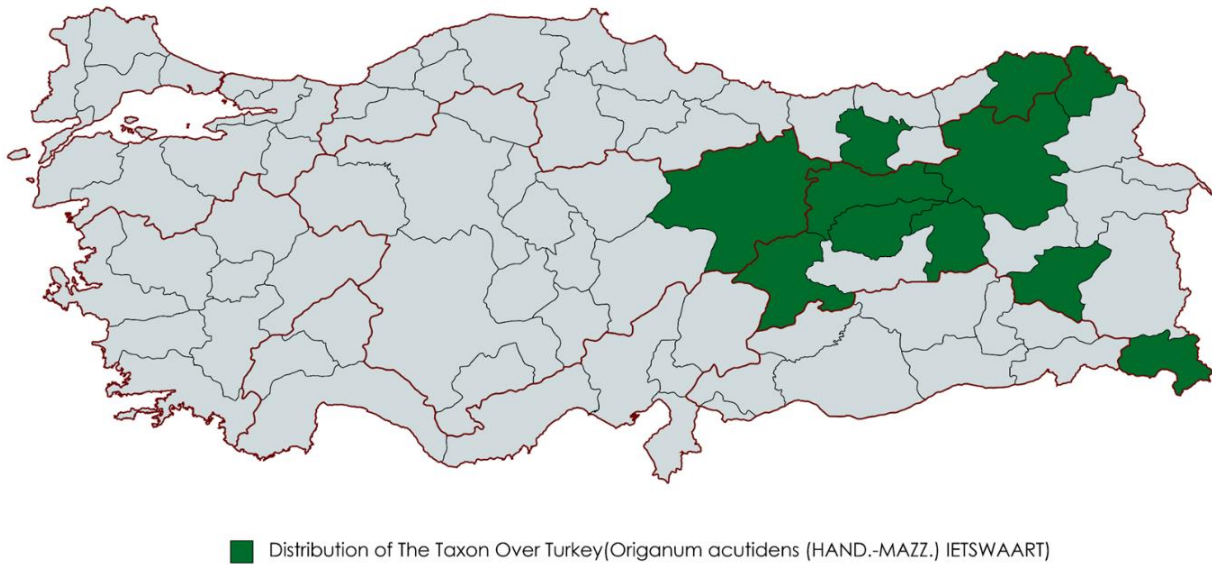 Distribution of The Taxon Over Turkey(Origanum acutidens (HAND.-MAZZ.) IETSWAART)